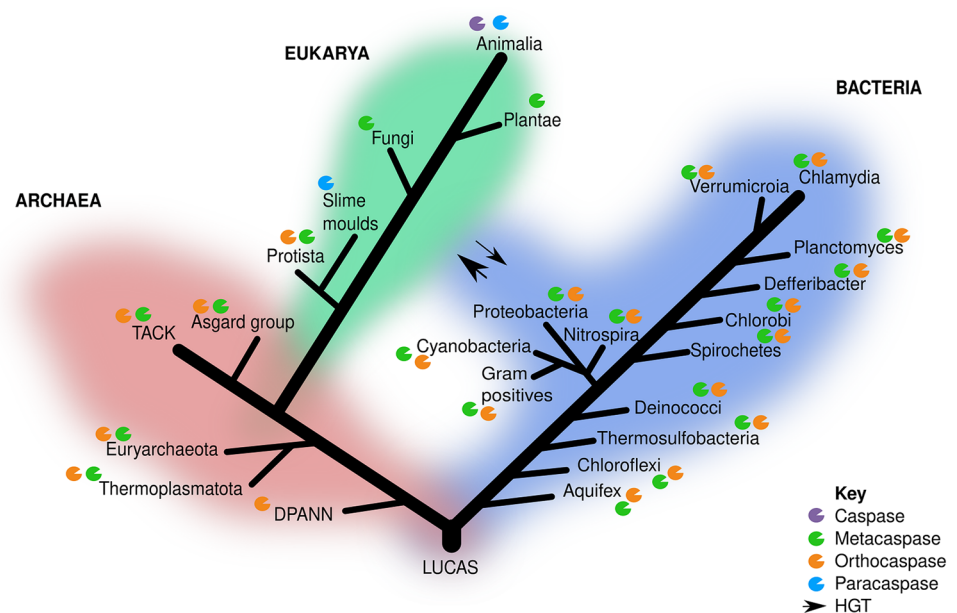 Animalia
EUKARYA
BACTERIA
Plantae
Fungi
Verrumicroia
Chlamydia
ARCHAEA
Slime
moulds
Protista
Planctomyces
Defferibacter
Proteobacteria
Chlorobi
TACK
Asgard group
Nitrospira
Cyanobacteria
Spirochetes
Gram
positives
Deinococci
Euryarchaeota
Thermosulfobacteria
Chloroflexi
Thermoplasmatota
Aquifex
DPANN
LUCAS
Key
Caspase
Metacaspase
Orthocaspase
Paracaspase
HGT